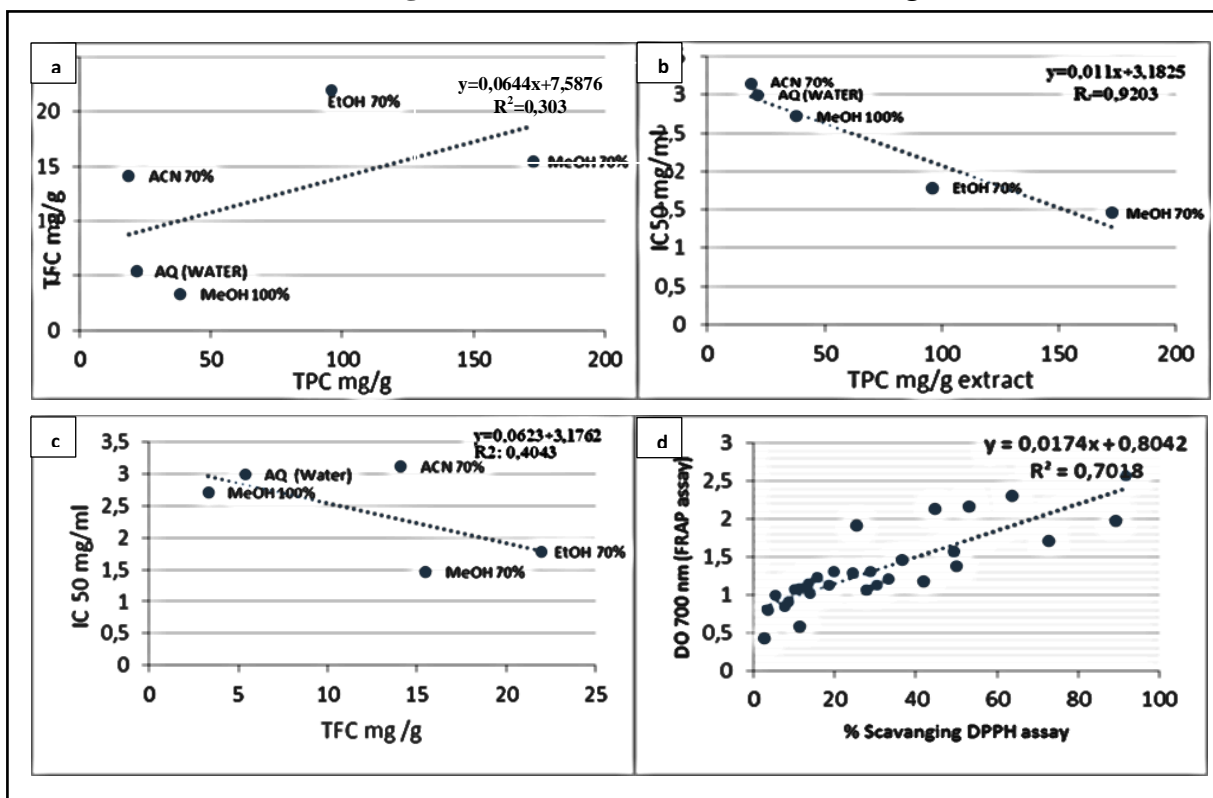 a
y=0,0644x+7,5876
R²=0,303
EtOH 70%
MeOH 70%
ACN 70%
AQ (WATER)
MeOH 100%
TFC mg/g
20
15
10
5
0
0 50 100 150 200
TPC mg/g
b
y=0,011x+3,1825
ACN 70%
AQ (WATER)
MeOH 100%
EtOH 70%
MeOH 70%
IC50 mg/ml
3
2
1
0,5
0
0 50 100 150 200
TPC mg/g extract
c
y=0,0623+3,1762
R2: 0,4043
AQ (Water)
ACN 70%
MeOH 100%
EtOH 70%
MeOH 70%
IC 50 mg/ml
3,5
3
2,5
2
1,5
1
0,5
0
0 5 10 15 20 25
TFC mg /g
d
y = 0,0174x + 0,8042
R² = 0,7018
DO 700 nm (FRAP assay)
3
2,5
2
1,5
1
0,5
0
0 20 40 60 80 100
% Scavanging DPPH assay